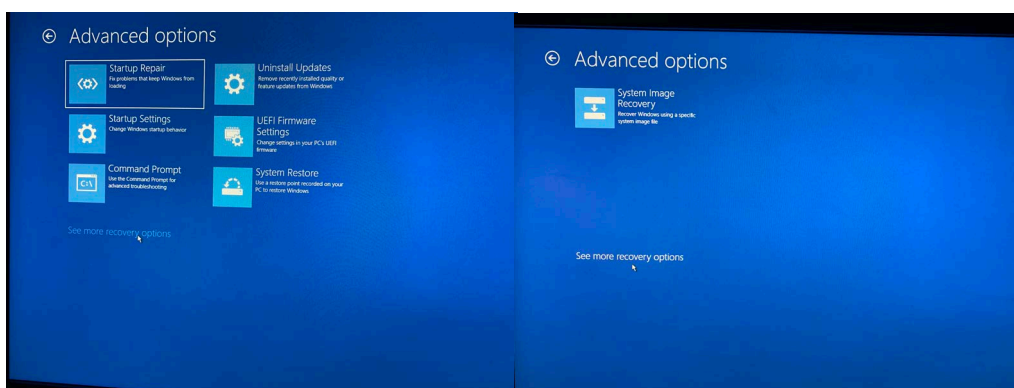 Advanced options
Startup Repair
Fix problems that keep Windows from
loading
Uninstall Updates
Remove recently installed quality or
feature updates from Windows
Startup Settings
Change Windows startup behavior
UEFI Firmware
Settings
Change settings in your PC's UEFI
firmware
Command Prompt
Use the Command Prompt for
advanced troubleshooting
System Restore
Use a restore point recorded on your
PC to restore Windows
See more recovery options
Advanced options
System Image
Recovery
Recover Windows using a specific
system image file
See more recovery options